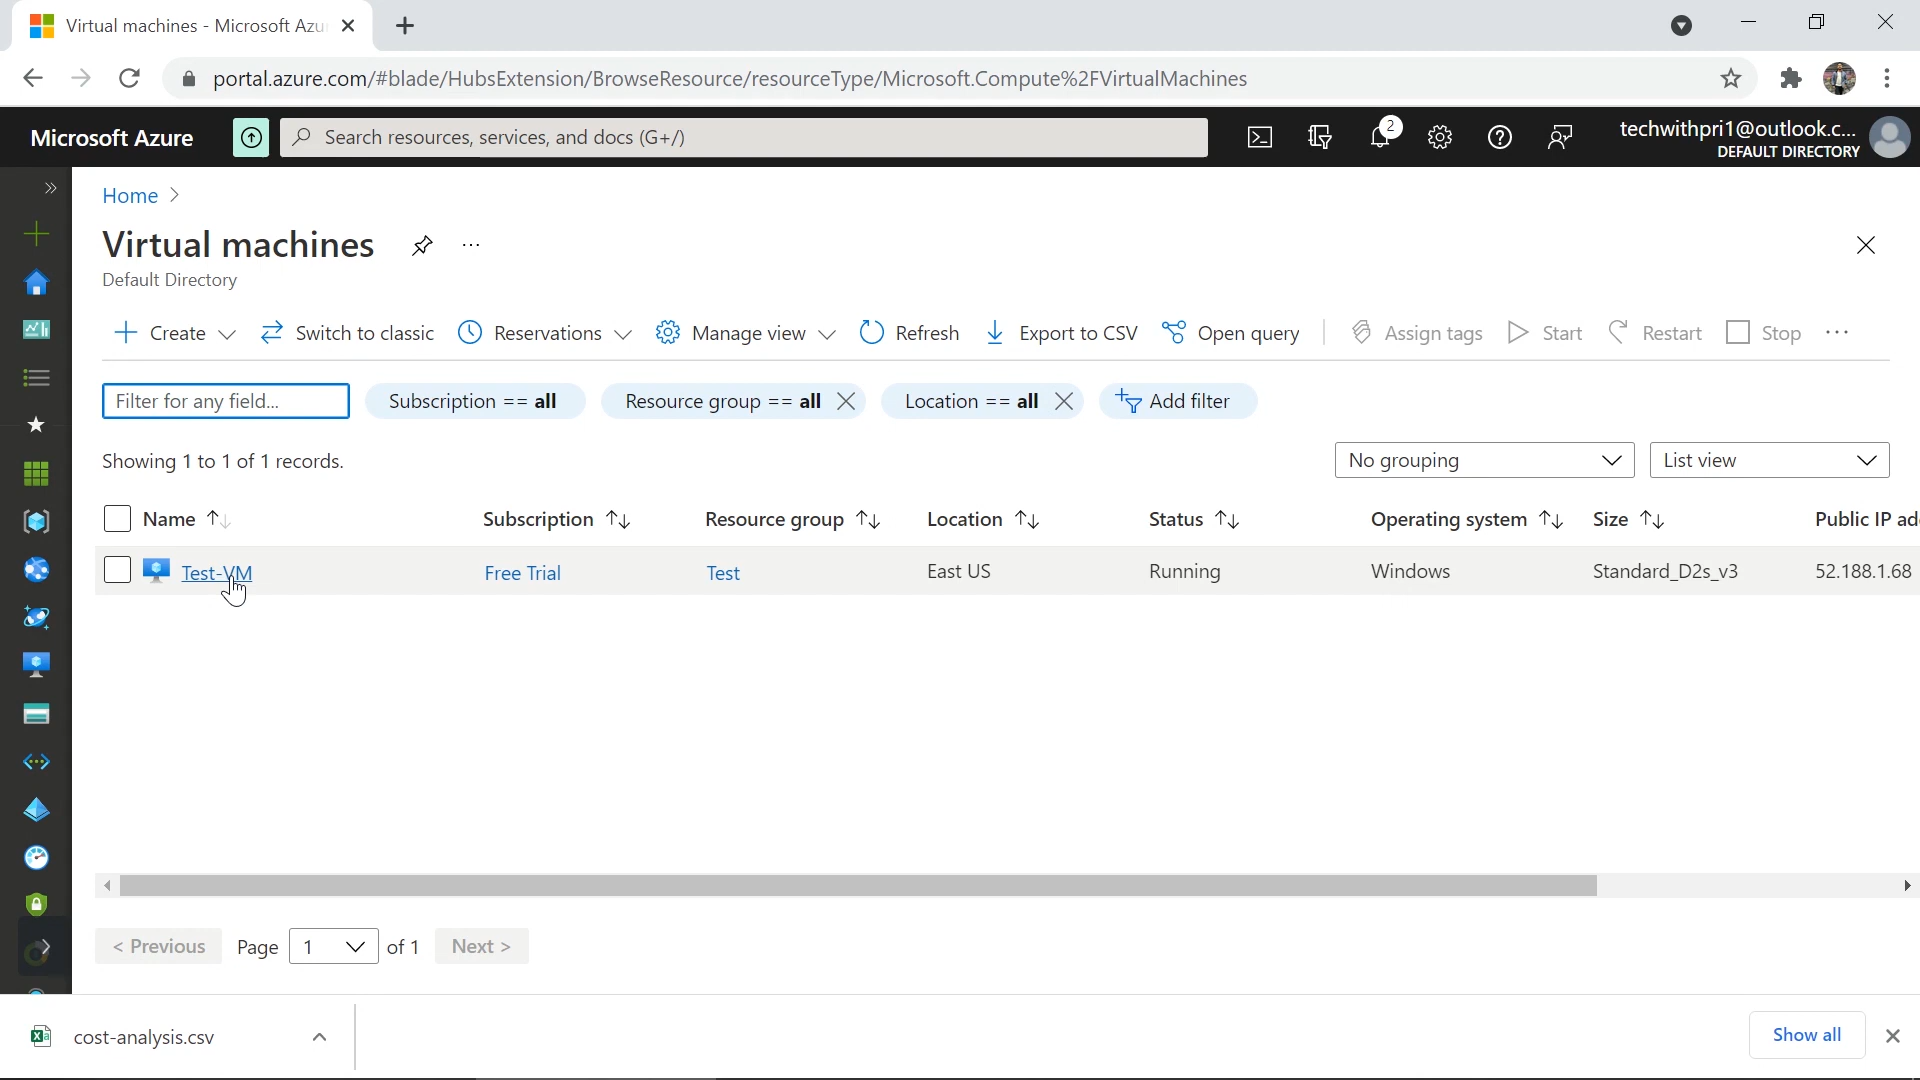 Virtual machines - Microsoft Azu
portal.azure.com/#blade/HubsExtension/BrowseResource/resourceType/Microsoft.Compute%2FVirtualMachines
Microsoft Azure
Search resources, services, and docs (G+/)
2
techwithpri1@outlook.c...
DEFAULT DIRECTORY
Home
Virtual machines
Default Directory
Create Switch to classic Reservations Manage view Refresh Export to CSV Open query Assign tags Start Restart Stop
Filter for any field... Subscription == all Resource group == all Location == all Add filter
Showing 1 to 1 of 1 records. No grouping List view
Name Subscription Resource group Location Status Operating system Size Public IP ad
Test-VM Free Trial Test East US Running Windows Standard_D2s_v3 52.188.1.68
< Previous Page 1 of 1 Next >
cost-analysis.csv Show all